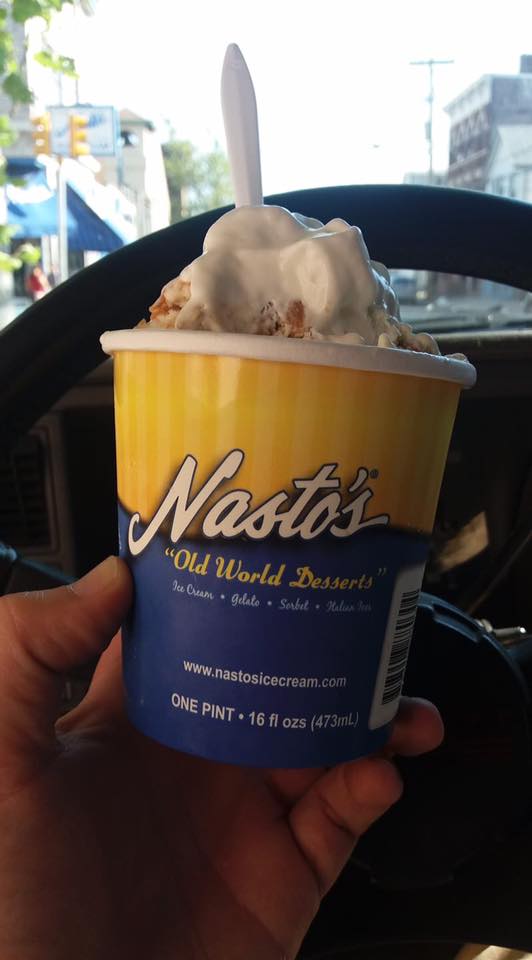 Nasto's®
"Old World Desserts"
Ice Cream • Gelato • Sorbet • Italian Ices
www.nastosicecream.com
ONE PINT • 16 fl ozs (473mL)